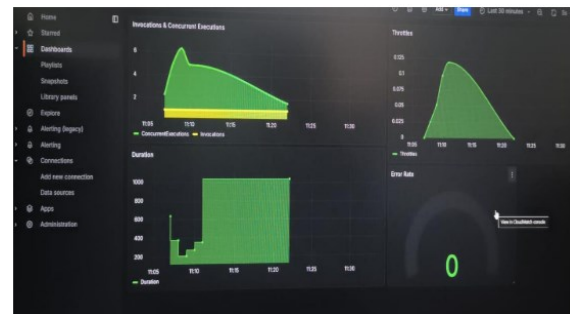 Home
Starred
Dashboards
Playlists
Snapshots
Library panels
Explore
Alerting (legacy)
Alerting
Connections
Add new connection
Data sources
Apps
Administration
Add
Share
Last 30 minutes
Invocations & Concurrent Executions
6
4
2
11:05 11:10 11:15 11:20 11:25 11:30
ConcurrentExecutions Invocations
Throttles
0.125
0.1
0.075
0.05
0.025
0
11:05 11:10 11:15 11:20 11:25 11:30
Throttles
Duration
1000
800
600
400
200
11:05 11:10 11:15 11:20 11:25 11:30
Duration
Error Rate
View in CloudWatch console
0